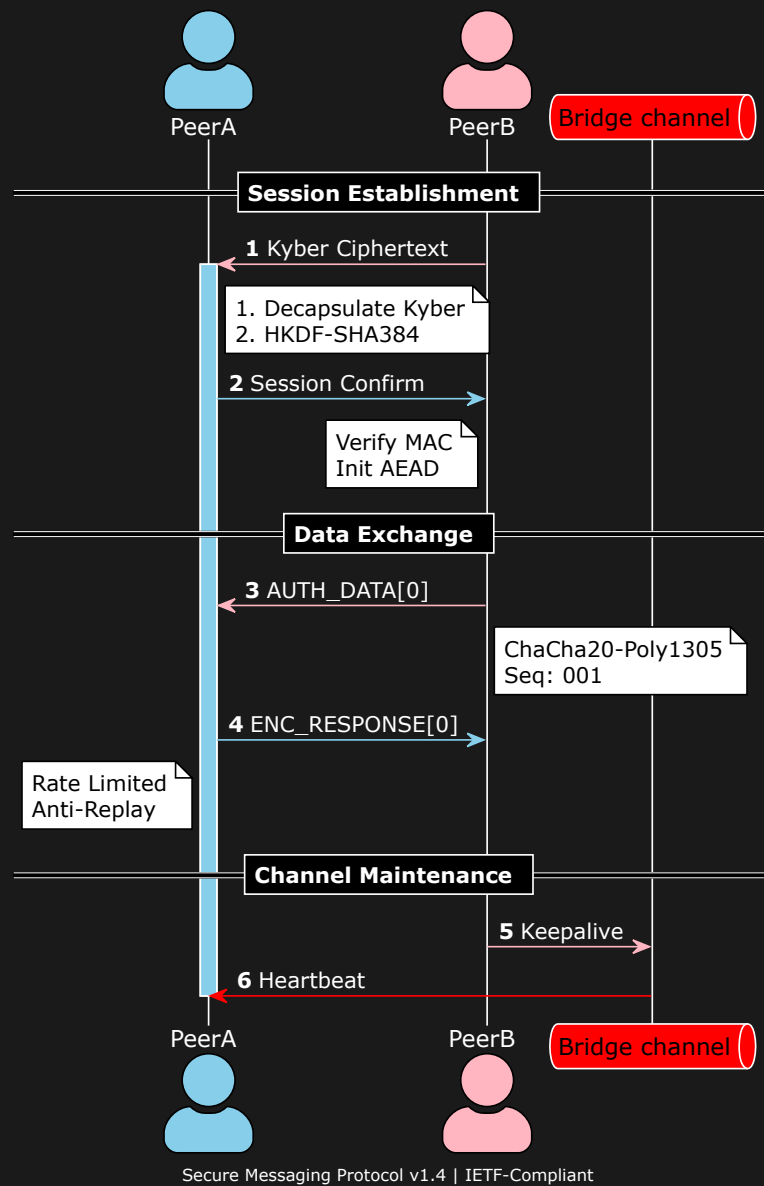 PeerA
PeerB
Bridge channel
Session Establishment
1 Kyber Ciphertext
1. Decapsulate Kyber
2. HKDF-SHA384
2 Session Confirm
Verify MAC
Init AEAD
Data Exchange
3 AUTH_DATA[0]
ChaCha20-Poly1305
Seq: 001
4 ENC_RESPONSE[0]
Rate Limited
Anti-Replay
Channel Maintenance
5 Keepalive
6 Heartbeat
PeerA
PeerB
Bridge channel
Secure Messaging Protocol v1.4 | IETF-Compliant